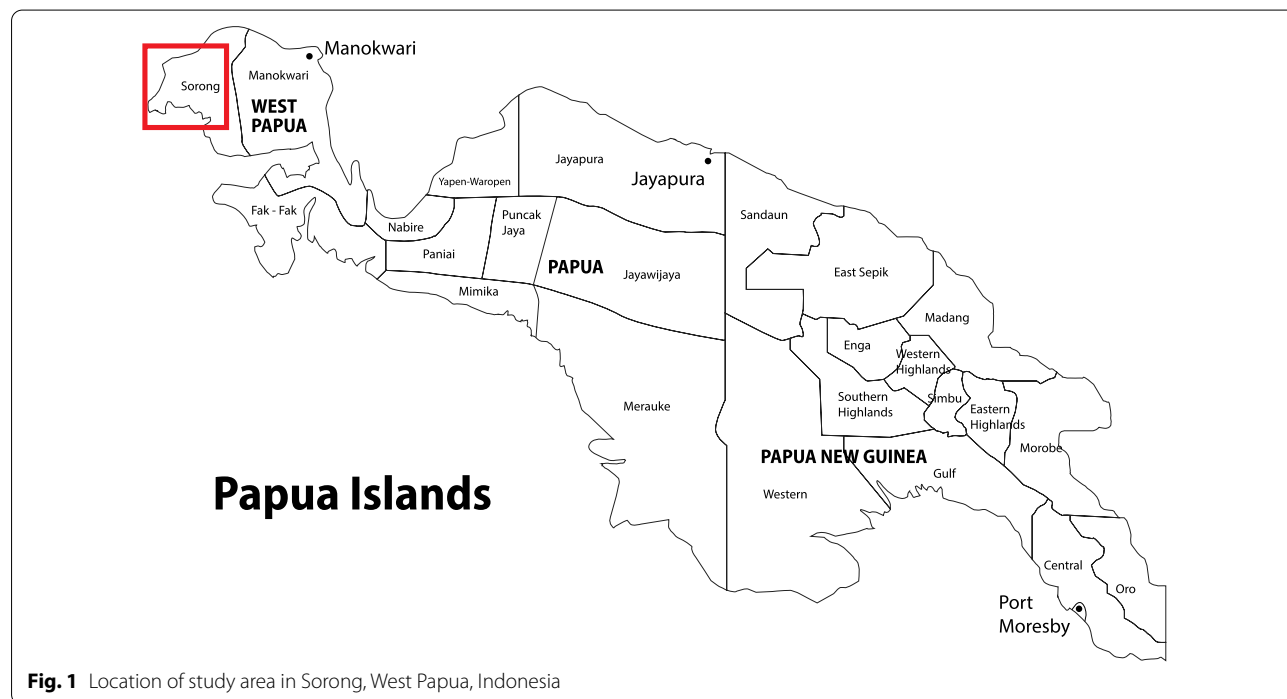 Manokwari
Manokwari
Sorong
WEST
PAPUA
Jayapura
Jayapura
Yapen-Waropen
Fak - Fak
Nabire
Puncak
Jaya
Paniai
PAPUA
Jayawijaya
Mimika
Merauke
Sandaun
East Sepik
Madang
Enga
Western
Highlands
Southern
Highlands
Simbu
Eastern
Highlands
Morobe
PAPUA NEW GUINEA
Gulf
Western
Papua Islands
Central
Oro
Port
Moresby
Fig. 1 Location of study area in Sorong, West Papua, Indonesia